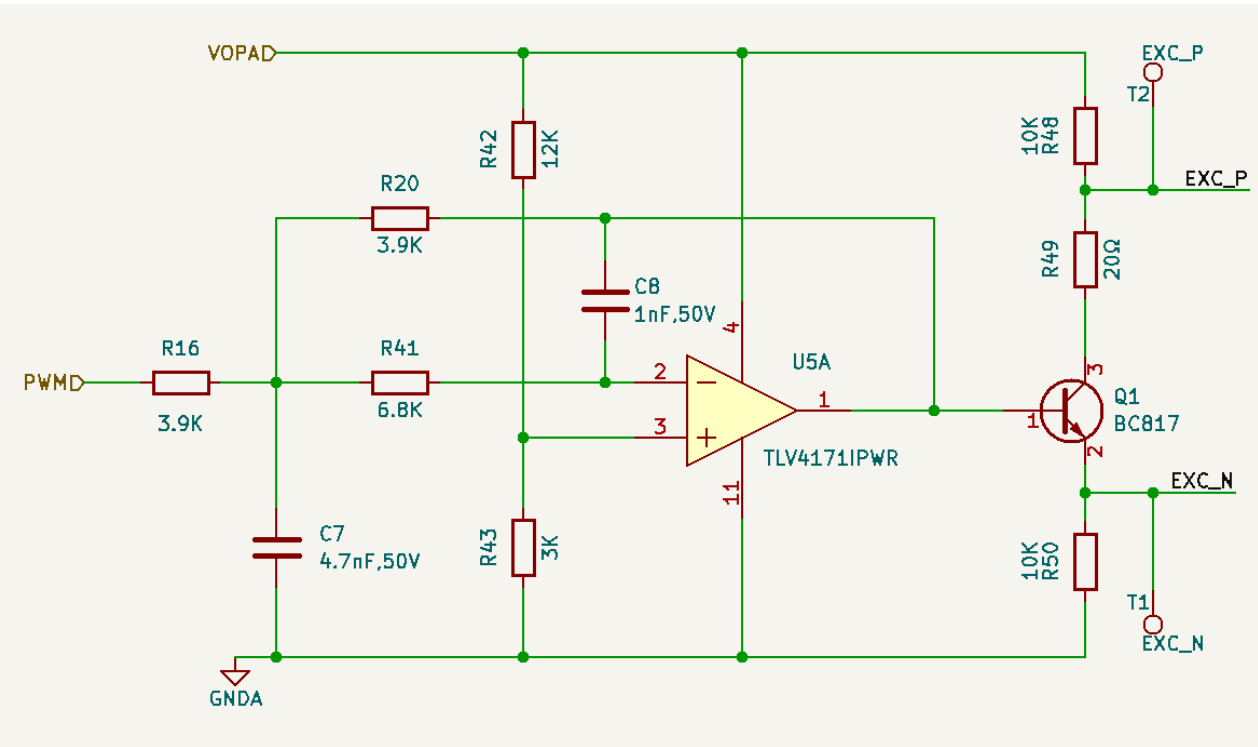 VOPA
EXC_P
T2
R42
12K
10K
R48
R20
3.9K
EXC_P
R49
20Ω
C8
1nF,50V
4
R16
3.9K
R41
6.8K
PWM
2
3
U5A
1
TLV4171IPWR
11
3
1
2
Q1
BC817
EXC_N
C7
4.7nF,50V
R43
3K
10K
R50
T1
EXC_N
GNDA